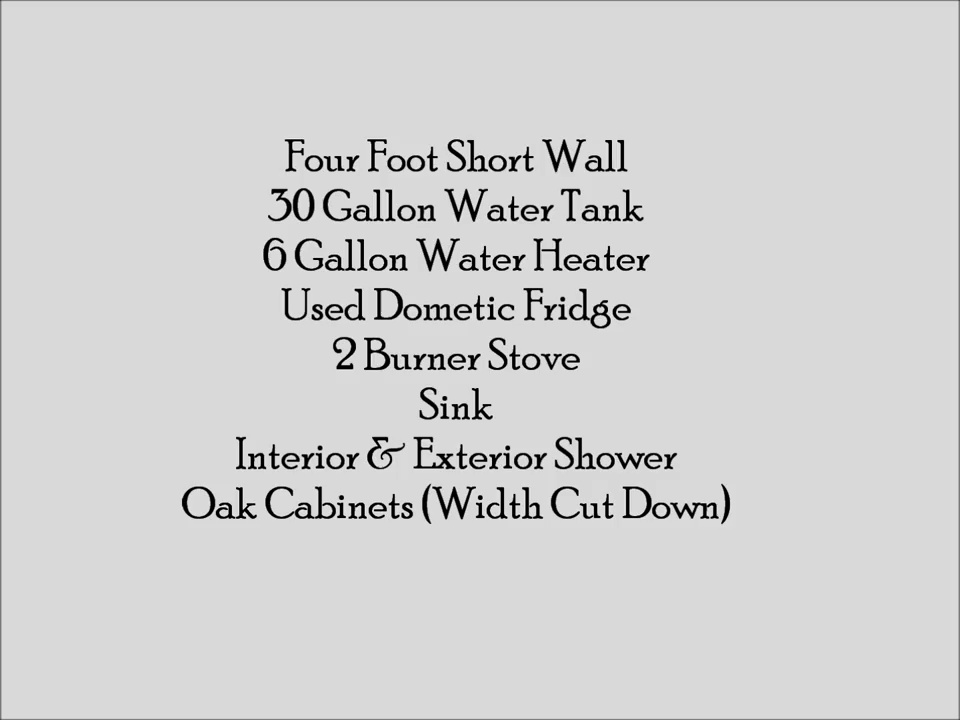 Four Foot Short Wall
30 Gallon Water Tank
6 Gallon Water Heater
Used Dometic Fridge
2 Burner Stove
Sink
Interior & Exterior Shower
Oak Cabinets (Width Cut Down)